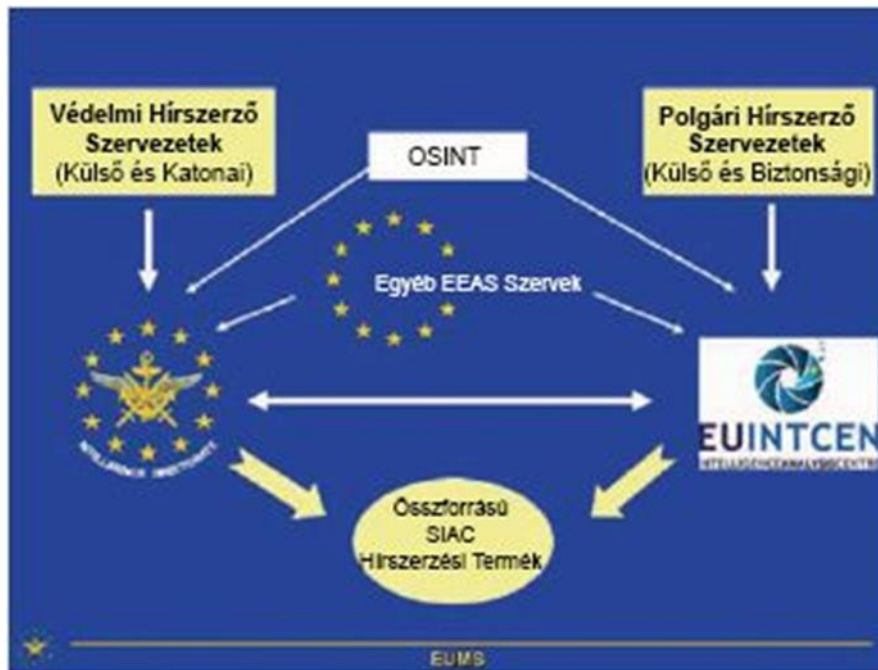 Védelmi Hírszerző
Szervezetek
(Külső és Katonai)
OSINT
Polgári Hírszerző
Szervezetek
(Külső és Biztonsági)
Egyéb EEAS Szervek
EUINTCEN
Összforrású
SIAC
Hírszerzési Termék
EUMS